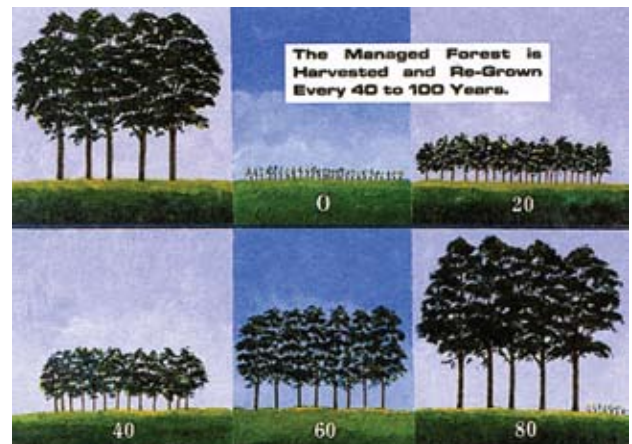 The Managed Forest is
Harvested and Re-Grown
Every 40 to 100 Years.
0
20
40
60
80